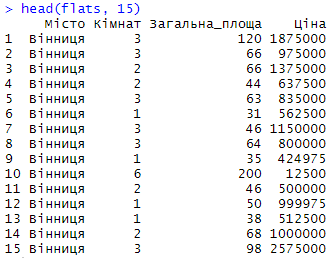 > head(flats, 15)
Місто Кімнат Загальна_площа Ціна
1 Вінниця 3 120 1875000
2 Вінниця 3 66 975000
3 Вінниця 2 66 1375000
4 Вінниця 2 44 637500
5 Вінниця 3 63 835000
6 Вінниця 1 31 562500
7 Вінниця 3 46 1150000
8 Вінниця 3 64 800000
9 Вінниця 1 35 424975
10 Вінниця 6 200 12500
11 Вінниця 2 46 500000
12 Вінниця 1 50 999975
13 Вінниця 1 38 512500
14 Вінниця 2 68 1000000
15 Вінниця 3 98 2575000